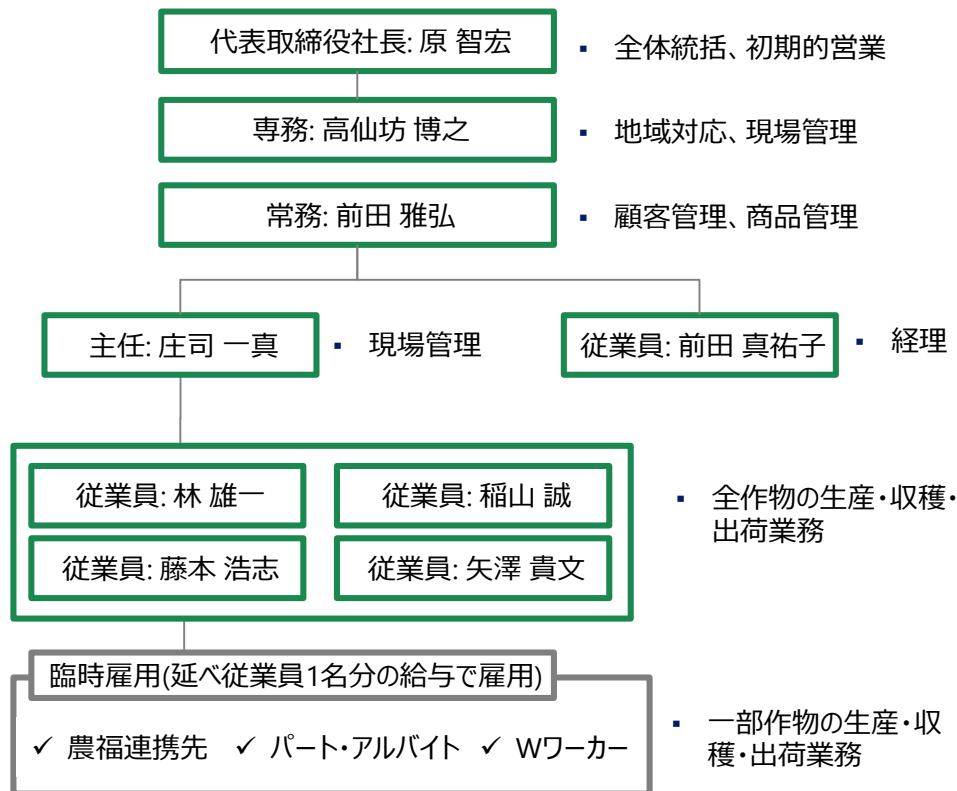 代表取締役社長: 原 智宏
▪ 全体統括、初期的営業
専務: 高仙坊 博之
▪ 地域対応、現場管理
常務: 前田 雅弘
▪ 顧客管理、商品管理
主任: 庄司 一真
▪ 現場管理
従業員: 前田 真祐子
▪ 経理
従業員: 林 雄一
従業員: 稲山 誠
従業員: 藤本 浩志
従業員: 矢澤 貴文
▪ 全作物の生産・収穫・
出荷業務
臨時雇用(延べ従業員1名分の給与で雇用)
✓ 農福連携先 ✓ パート・アルバイト ✓ Wワーカー
▪ 一部作物の生産・収
穫・出荷業務